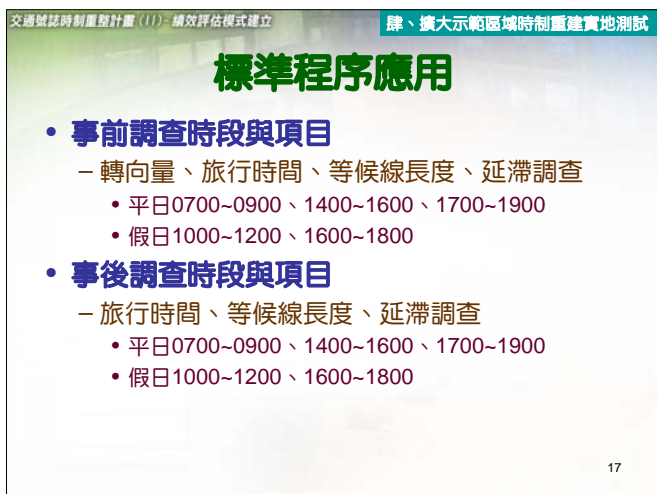 交通號誌時制重整計畫(II)- 績效評估模式建立
肆、擴大示範區域時制重建實地測試
標準程序應用
• 事前調查時段與項目
– 轉向量、旅行時間、等候線長度、延滯調查
• 平日0700~0900、1400~1600、1700~1900
• 假日1000~1200、1600~1800
• 事後調查時段與項目
– 旅行時間、等候線長度、延滯調查
• 平日0700~0900、1400~1600、1700~1900
• 假日1000~1200、1600~1800
17